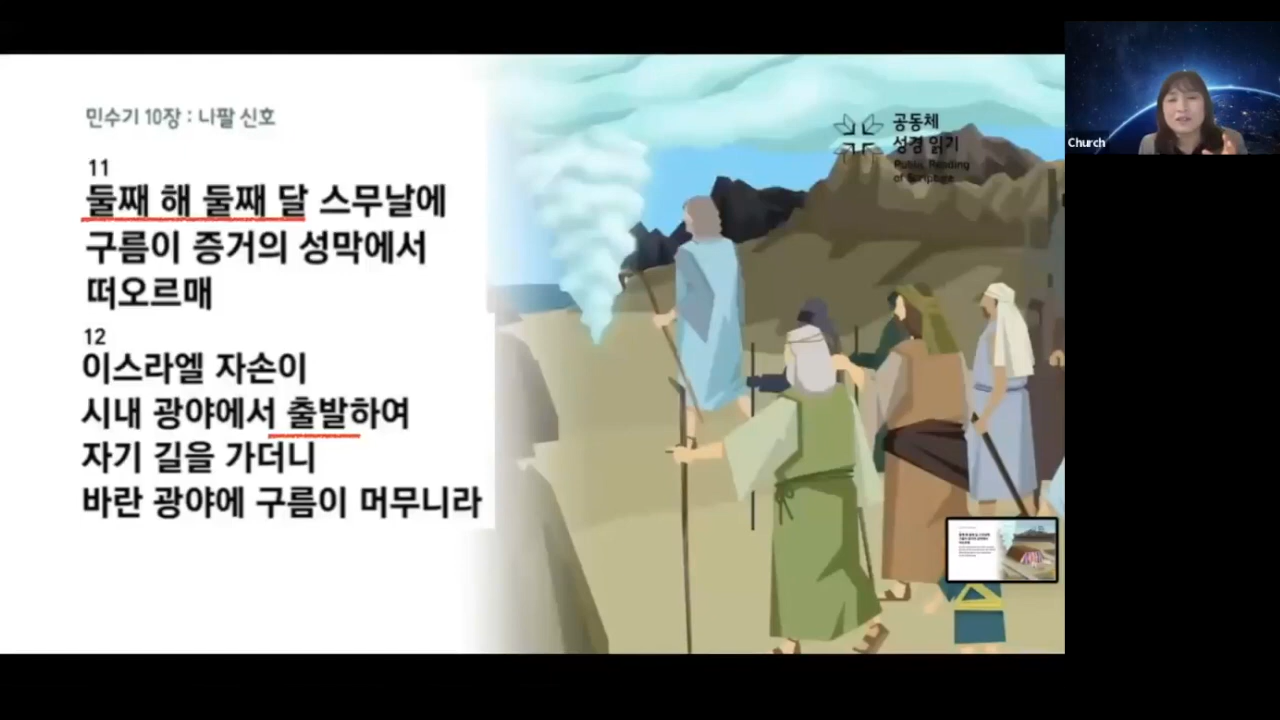 민수기 10장 : 나팔 신호
11
둘째 해 둘째 달 스무날에
구름이 증거의 성막에서
떠오르매
12
이스라엘 자손이
시내 광야에서 출발하여
자기 길을 가더니
바란 광야에 구름이 머무니라
공동체
성경 읽기
Public Reading
of Scripture
Church